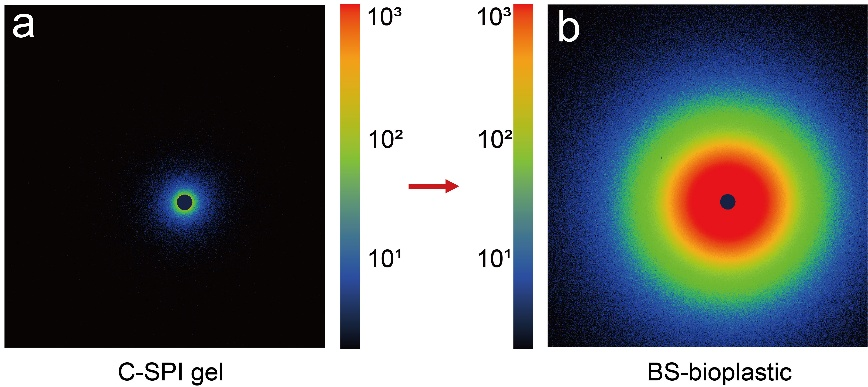 a
10³
10²
10¹
10³
10²
10¹
b
C-SPI gel
BS-bioplastic